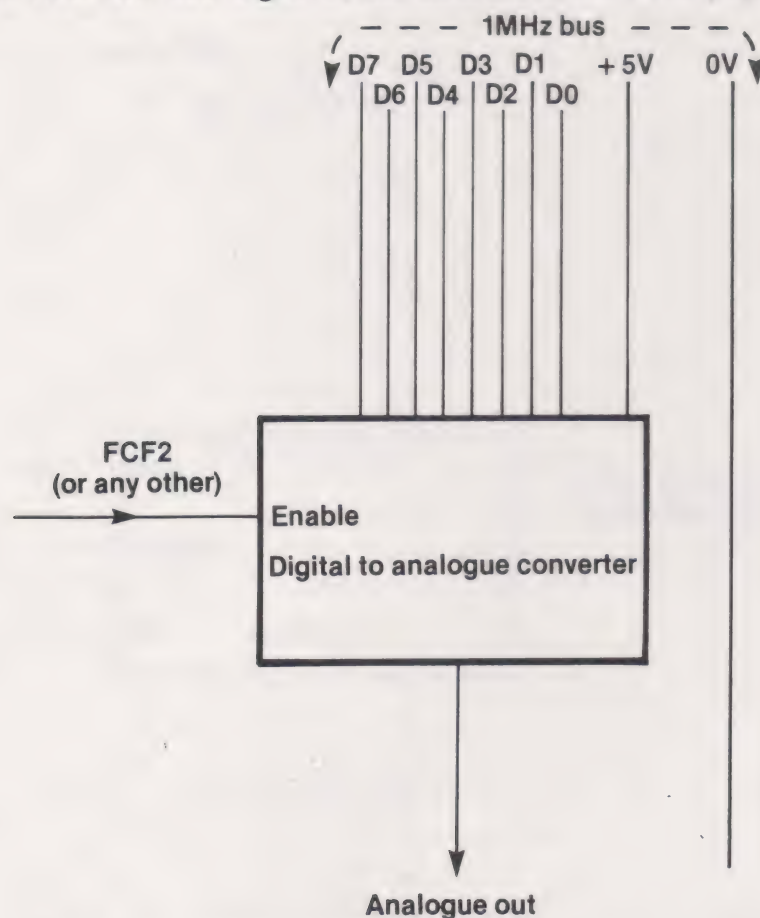 1MHz bus
D7 D5 D3 D1 +5V 0V
D6 D4 D2 D0
FCF2
(or any other)
Enable
Digital to analogue converter
Analogue out